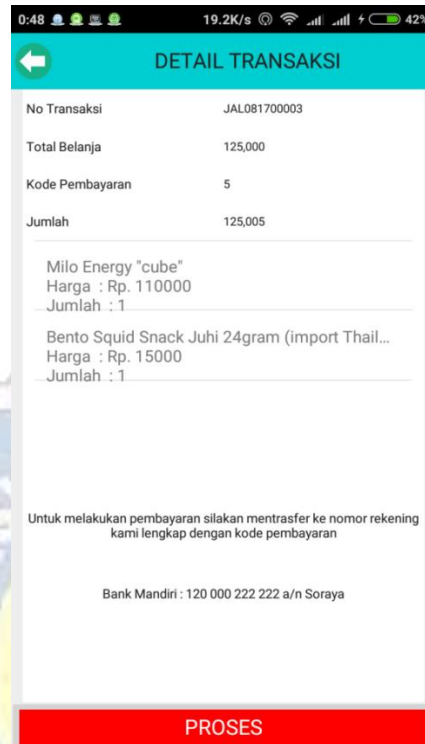 0:48 19.2K/s 42%
DETAIL TRANSAKSI
No Transaksi JAL081700003
Total Belanja 125,000
Kode Pembayaran 5
Jumlah 125,005
Milo Energy "cube"
Harga : Rp. 110000
Jumlah : 1
Bento Squid Snack Juhi 24gram (import Thail...
Harga : Rp. 15000
Jumlah : 1
Untuk melakukan pembayaran silakan mentrasfer ke nomor rekening
kami lengkap dengan kode pembayaran
Bank Mandiri : 120 000 222 222 a/n Soraya
PROSES